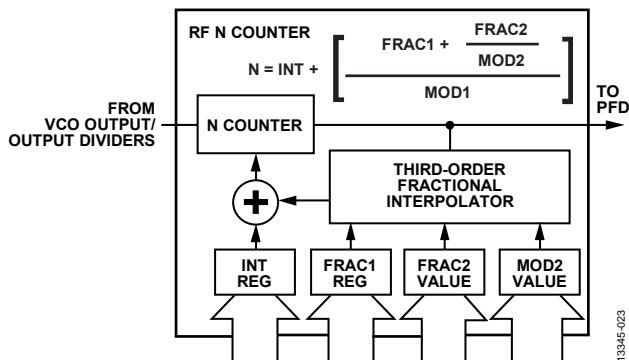 RF N COUNTER
N = INT +
FRAC1 +
FRAC2
MOD2
MOD1
FROM
VCO OUTPUT/
OUTPUT DIVIDERS
N COUNTER
TO
PFD
THIRD-ORDER
FRACTIONAL
INTERPOLATOR
+
INT
REG
FRAC1
REG
FRAC2
VALUE
MOD2
VALUE
13345-023